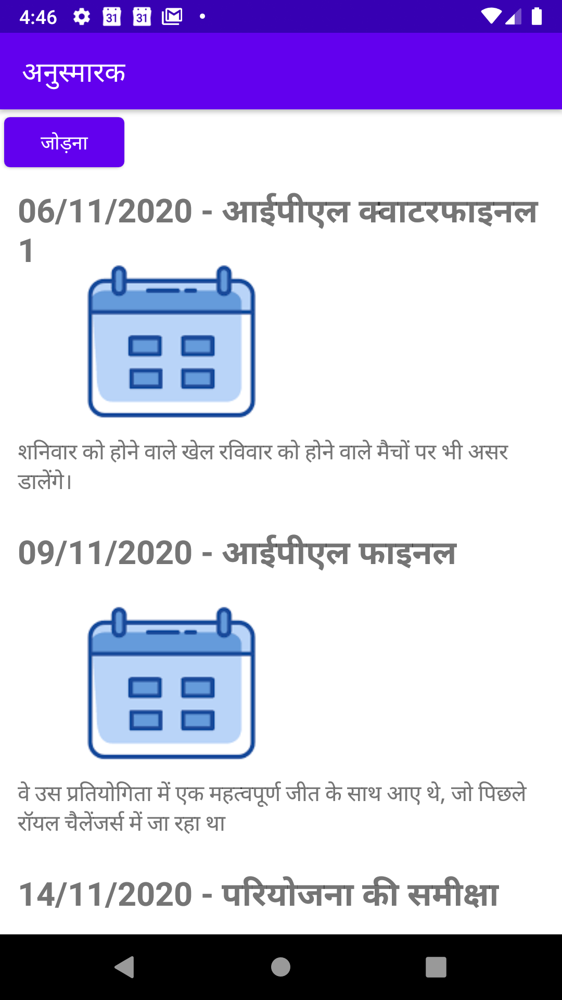 4:46 31 31
अनुस्मारक
जोड़ना
06/11/2020 - आईपीएल क्वाटरफाइनल
1
शनिवार को होने वाले खेल रविवार को होने वाले मैचों पर भी असर
डालेंगे।
09/11/2020 - आईपीएल फाइनल
वे उस प्रतियोगिता में एक महत्वपूर्ण जीत के साथ आए थे, जो पिछले
रॉयल चैलेंजर्स में जा रहा था
14/11/2020 - परियोजना की समीक्षा